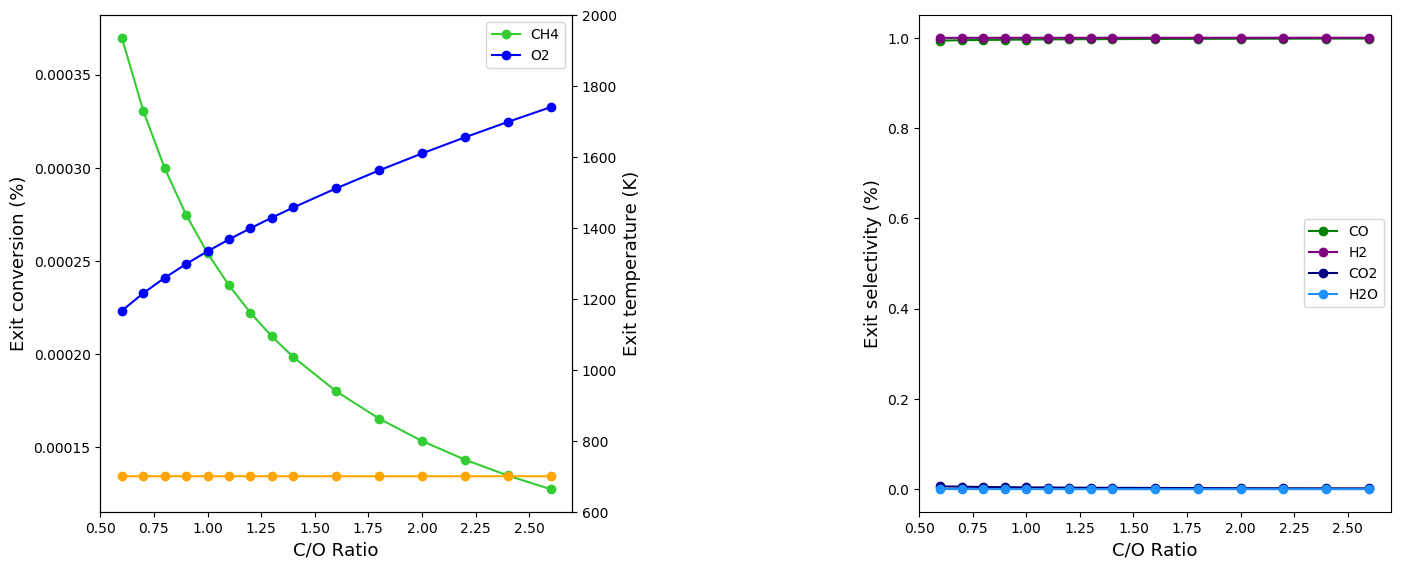 CH4
O2
Exit conversion (%)
0.00035
0.00030
0.00025
0.00020
0.00015
2000
1800
1600
1400
1200
1000
800
600
Exit temperature (K)
0.50 0.75 1.00 1.25 1.50 1.75 2.00 2.25 2.50
C/O Ratio
Exit selectivity (%)
1.0
0.8
0.6
0.4
0.2
0.0
CO
H2
CO2
H2O
0.50 0.75 1.00 1.25 1.50 1.75 2.00 2.25 2.50
C/O Ratio